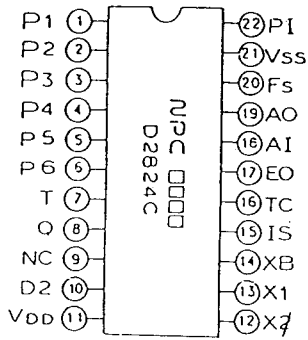 P1 1
P2 2
P3 3
P4 4
P5 5
P6 6
T 7
O 8
NC 9
D2 10
VDD 11
NPC □□□□
D2824C
22 PI
21 VSS
20 FS
19 AO
18 AI
17 EO
16 TC
15 IS
14 XB
13 X1
12 X2